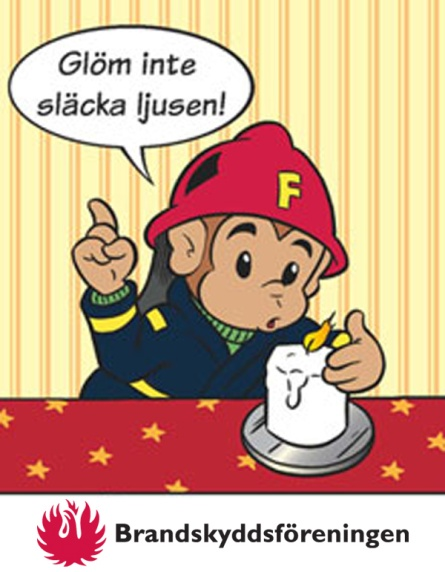 Glöm inte
släcka ljusen!
F
Brandskyddsföreningen